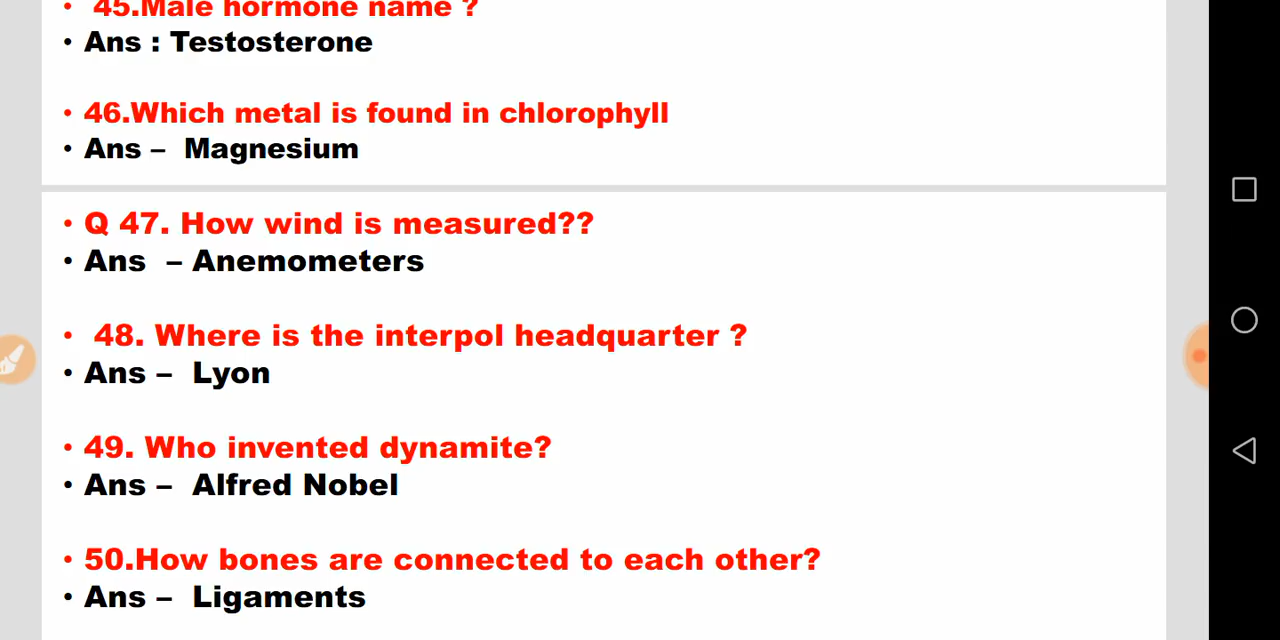 • 45.Male hormone name ?
• Ans : Testosterone
• 46.Which metal is found in chlorophyll
• Ans – Magnesium
• Q 47. How wind is measured??
• Ans – Anemometers
• 48. Where is the interpol headquarter ?
• Ans – Lyon
• 49. Who invented dynamite?
• Ans – Alfred Nobel
• 50.How bones are connected to each other?
• Ans – Ligaments